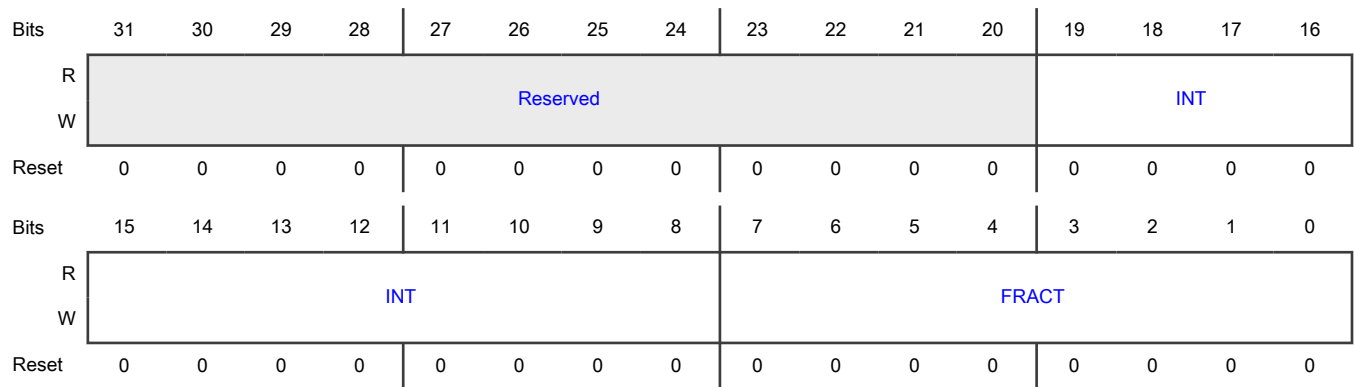 Bits 31 30 29 28 27 26 25 24 23 22 21 20 19 18 17 16
R
Reserved INT
W
Reset 0 0 0 0 0 0 0 0 0 0 0 0 0 0 0 0
Bits 15 14 13 12 11 10 9 8 7 6 5 4 3 2 1 0
R
INT FRACT
W
Reset 0 0 0 0 0 0 0 0 0 0 0 0 0 0 0 0